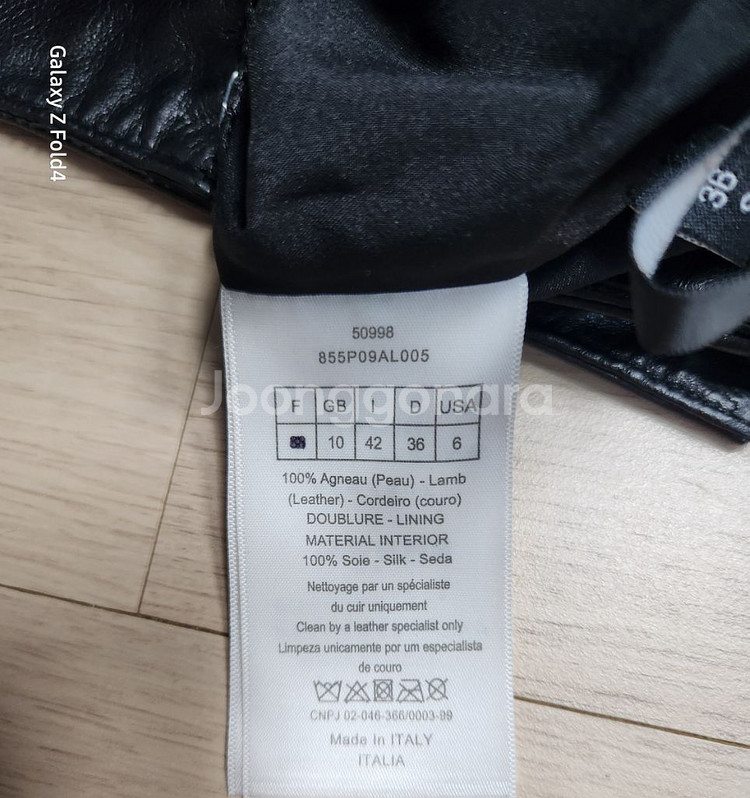 Galaxy Z Fold4
36
50998
855P09AL005
Joonggonara
F GB I D USA
10 42 36 6
100% Agneau (Peau) - Lamb
(Leather) - Cordeiro (couro)
DOUBLURE - LINING
MATERIAL INTERIOR
100% Soie - Silk - Seda
Nettoyage par un spécialiste
du cuir uniquement
Clean by a leather specialist only
Limpeza unicamente por um especialista
de couro
CNPJ 02-046-366/0003-99
Made In ITALY
ITALIA